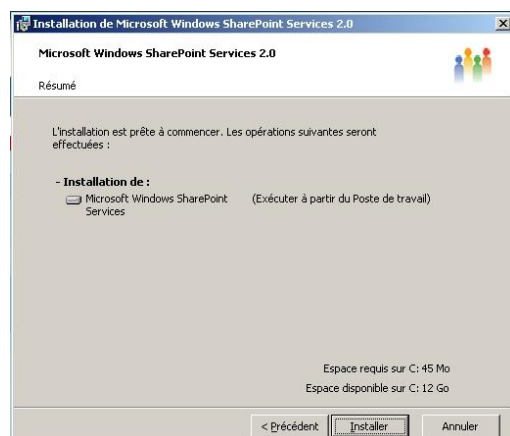 Installation de Microsoft Windows SharePoint Services 2.0
Microsoft Windows SharePoint Services 2.0
Résumé
L'installation est prête à commencer. Les opérations suivantes seront
effectuées :
- Installation de :
Microsoft Windows SharePoint (Exécuter à partir du Poste de travail)
Services
Espace requis sur C: 45 Mo
Espace disponible sur C: 12 Go
< Précédent Installer Annuler